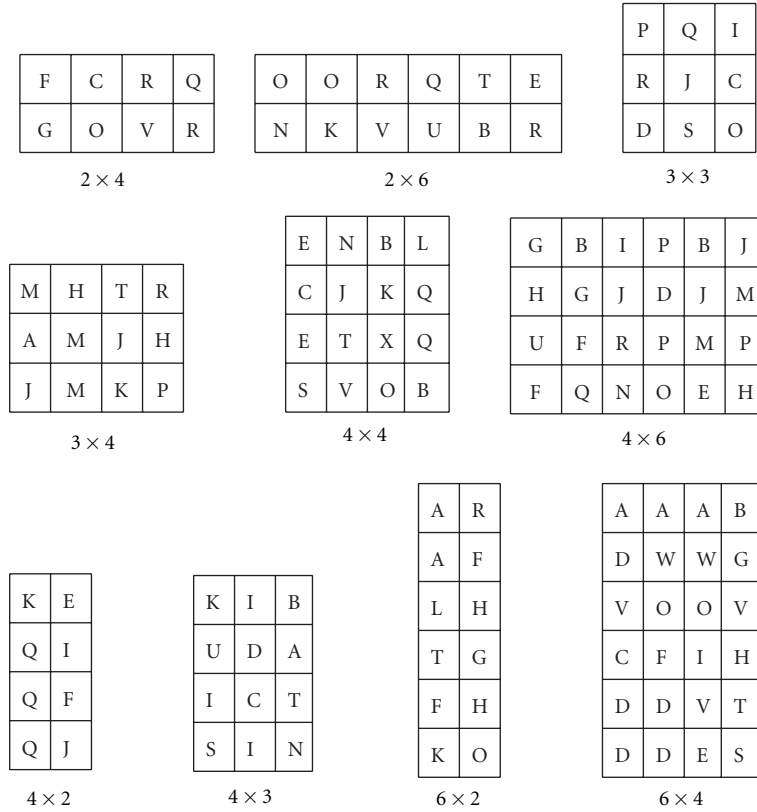 F C R Q
G O V R
2 × 4
O O R Q T E
N K V U B R
2 × 6
P Q I
R J C
D S O
3 × 3
M H T R
A M J H
J M K P
3 × 4
E N B L
C J K Q
E T X Q
S V O B
4 × 4
G B I P B J
H G J D J M
U F R P M P
F Q N O E H
4 × 6
K E
Q I
Q F
Q J
4 × 2
K I B
U D A
I C T
S I N
4 × 3
A R
A F
L H
T G
F H
K O
6 × 2
A A A B
D W W G
V O O V
C F I H
D D V T
D D E S
6 × 4